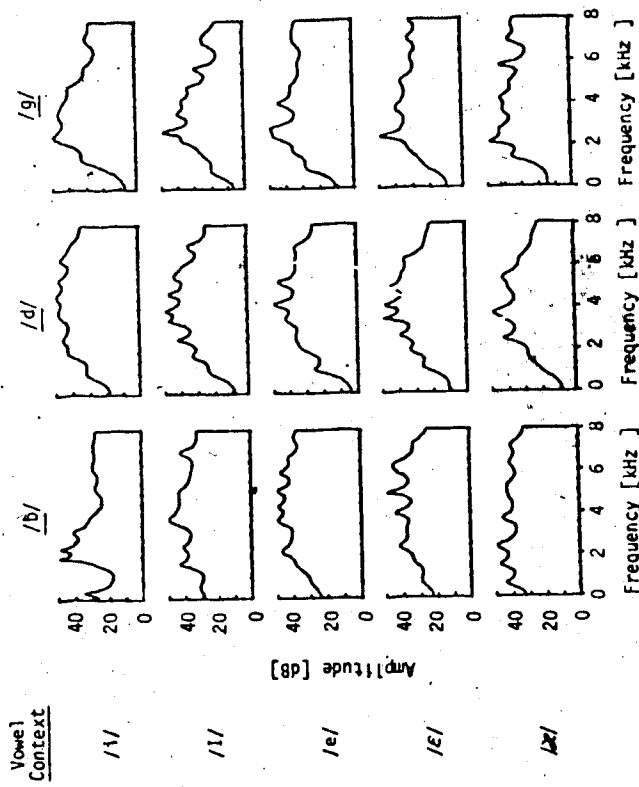 /b/ /d/ /g/
Vowel
Context
/i/
/I/
/e/
/ɛ/
/æ/
Amplitude [dB]
40
20
0
40
20
0
40
20
0
40
20
0
40
20
0
0 2 4 6 8
0 2 4 6 8
0 2 4 6 8
Frequency [kHz]
Frequency [kHz]
Frequency [kHz]